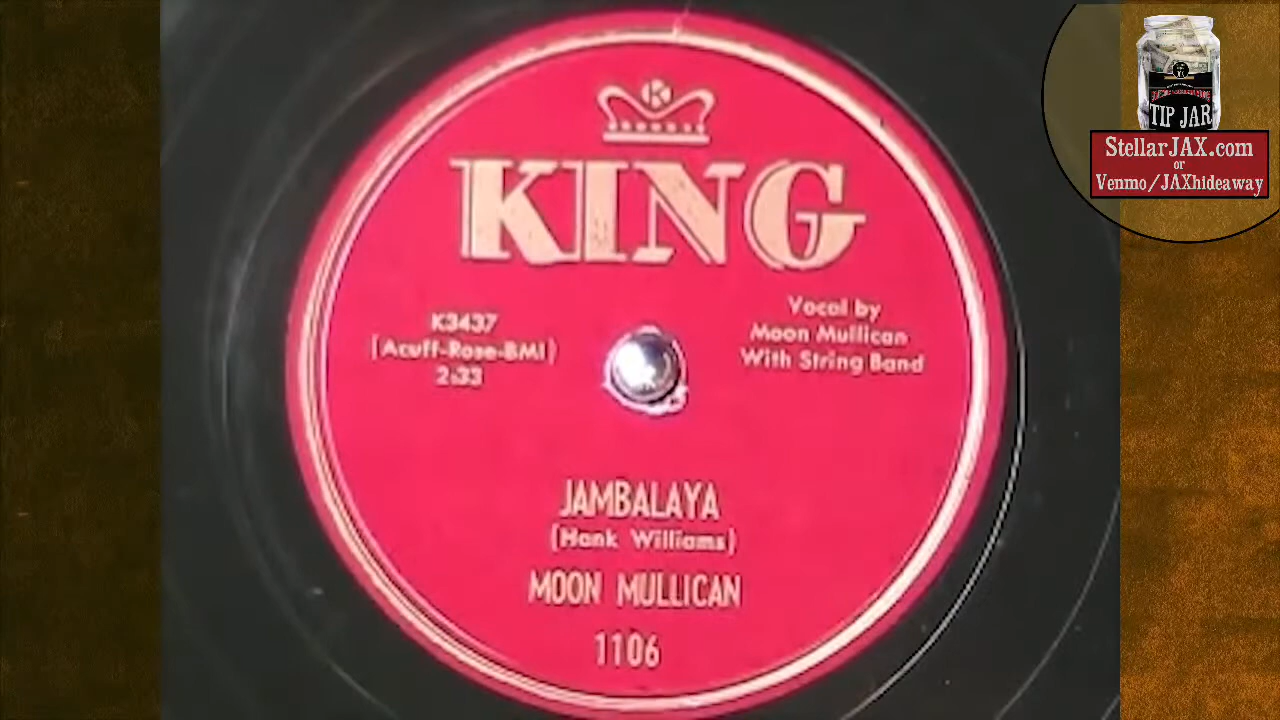 K
KING
K3437
(Acuff-Rose-BMI)
2:33
Vocal by
Moon Mullican
With String Band
JAMBALAYA
(Hank Williams)
MOON MULLICAN
1106
TIP JAR
StellarJAX.com
or
Venmo/JAXhideaway